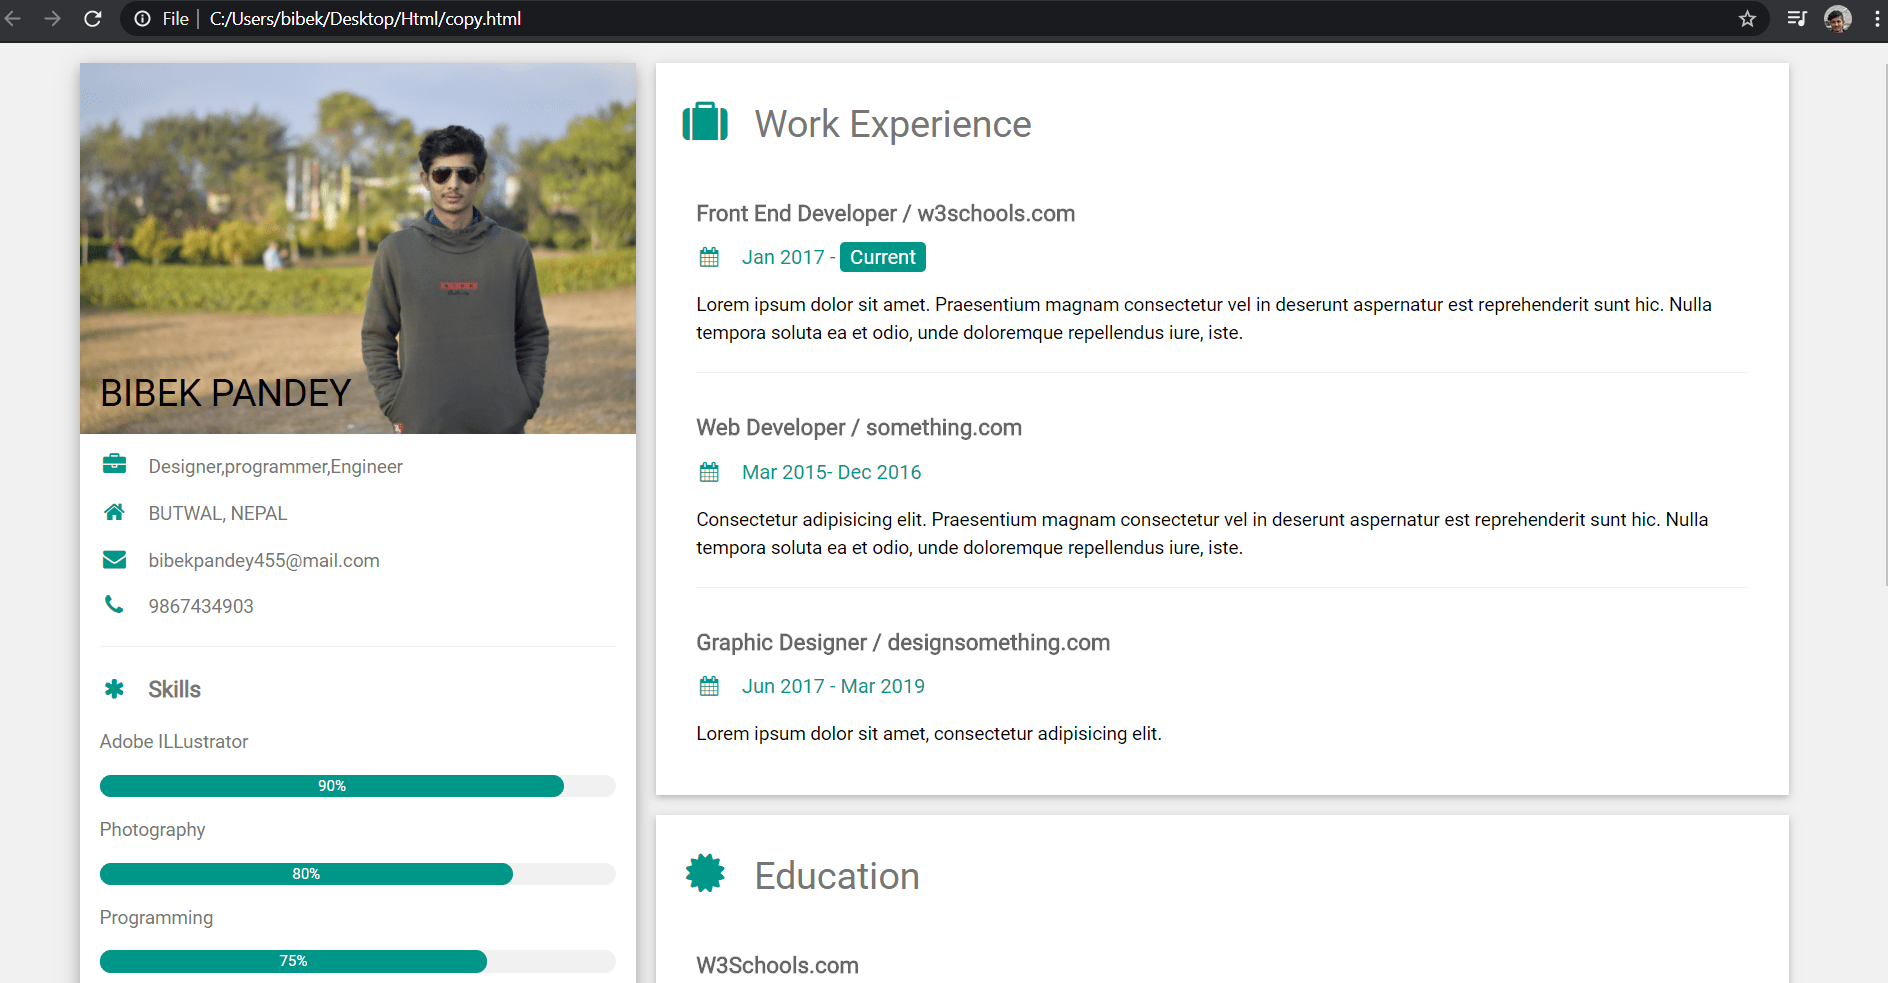 File | C:/Users/bibek/Desktop/Html/copy.html
BIBEK PANDEY
Designer,programmer,Engineer
BUTWAL, NEPAL
bibekpandey455@mail.com
9867434903
Skills
Adobe ILLustrator
90%
Photography
80%
Programming
75%
Work Experience
Front End Developer / w3schools.com
Jan 2017 - Current
Lorem ipsum dolor sit amet. Praesentium magnam consectetur vel in deserunt aspernatur est reprehenderit sunt hic. Nulla
tempora soluta ea et odio, unde doloremque repellendus iure, iste.
Web Developer / something.com
Mar 2015- Dec 2016
Consectetur adipisicing elit. Praesentium magnam consectetur vel in deserunt aspernatur est reprehenderit sunt hic. Nulla
tempora soluta ea et odio, unde doloremque repellendus iure, iste.
Graphic Designer / designsomething.com
Jun 2017 - Mar 2019
Lorem ipsum dolor sit amet, consectetur adipisicing elit.
Education
W3Schools.com